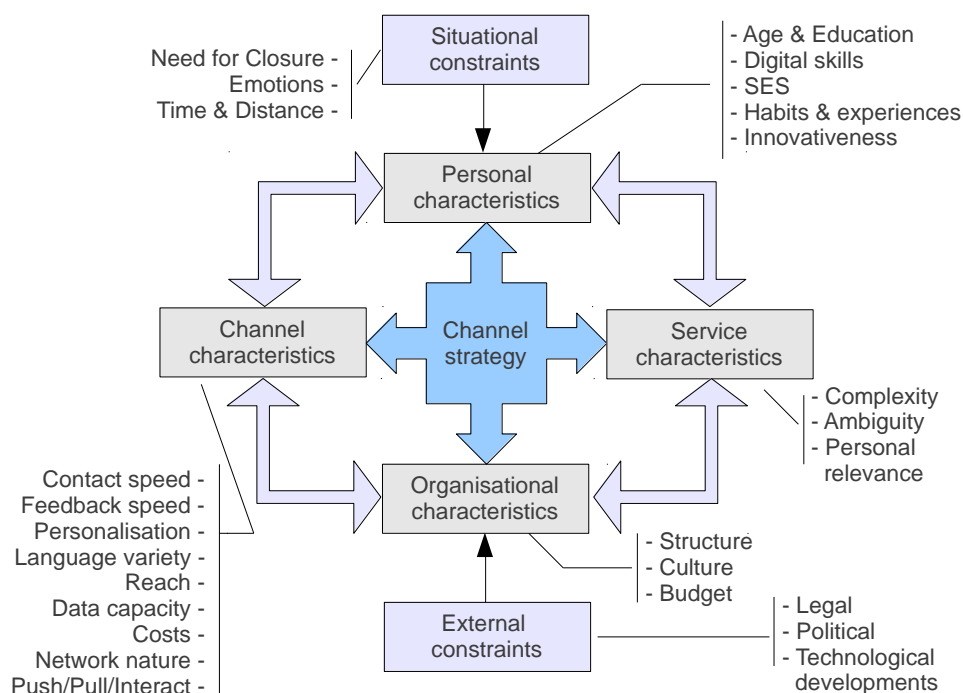 Situational
constraints
Need for Closure -
Emotions -
Time & Distance -
- Age & Education
- Digital skills
- SES
- Habits & experiences
- Innovativeness
Personal
characteristics
Channel
characteristics
Channel
strategy
Service
characteristics
- Complexity
- Ambiguity
- Personal
relevance
Organisational
characteristics
Contact speed -
Feedback speed -
Personalisation -
Language variety -
Reach -
Data capacity -
Costs -
Network nature -
Push/Pull/Interact -
- Structure
- Culture
- Budget
External
constraints
- Legal
- Political
- Technological
developments